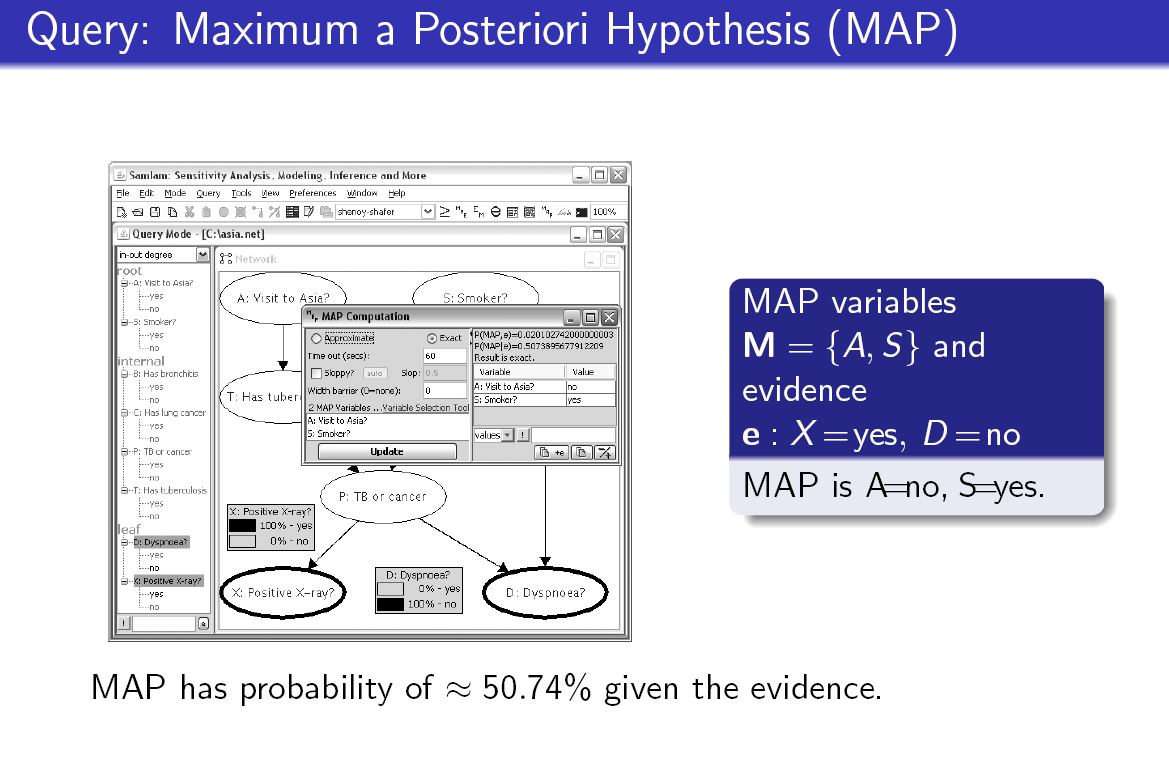 Query: Maximum a Posteriori Hypothesis (MAP)
SamIam: Sensitivity Analysis, Modeling, Inference and More
File Edit Mode Query Tools View Preferences Window Help
shenoy-shafer
100%
Query Mode - [C:\asia.net]
in-out degree
root
A: Visit to Asia?
yes
no
S: Smoker?
yes
no
internal
B: Has bronchitis
yes
no
C: Has lung cancer
yes
no
P: TB or cancer
yes
no
T: Has tuberculosis
yes
no
leaf
D: Dyspnoea?
yes
no
X: Positive X-ray?
yes
no
Network
A: Visit to Asia?
S: Smoker?
T: Has tuber
MAP Computation
Approximate Exact
Time out (secs): 60
Sloppy? auto Slop: 0.5
Width barrier (0=none): 0
2 MAP Variables ...Variable Selection Tool
A: Visit to Asia?
S: Smoker?
Update
P(MAP,e)=0.020102742000000003
P(MAP|e)=0.5073895677912209
Result is exact.
Variable Value
A: Visit to Asia? no
S: Smoker? yes
values !
+e
P: TB or cancer
X: Positive X-ray?
100% - yes
0% - no
X: Positive X-ray?
D: Dyspnoea?
0% - yes
100% - no
D: Dyspnoea?
MAP variables
M = {A, S} and
evidence
e : X = yes, D = no
MAP is A=no, S=yes.
MAP has probability of ≈ 50.74% given the evidence.